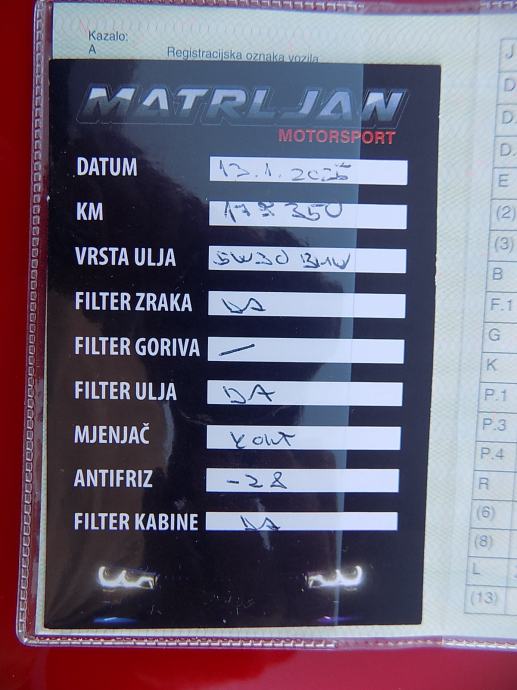 Kazalo:
A Registracijska oznaka vozila
MATRLJAN
MOTORSPORT
DATUM 13.1.2025
KM
VRSTA ULJA 5W30 BMW
FILTER ZRAKA DA
FILTER GORIVA —
FILTER ULJA DA
MJENJAČ KONT
ANTIFRIZ -28
FILTER KABINE DA
J
D
D.
D.
E
(2)
(3)
B
F.1
G
K
P.1
P.3
P.4
R
(6)
(8)
L
(13)